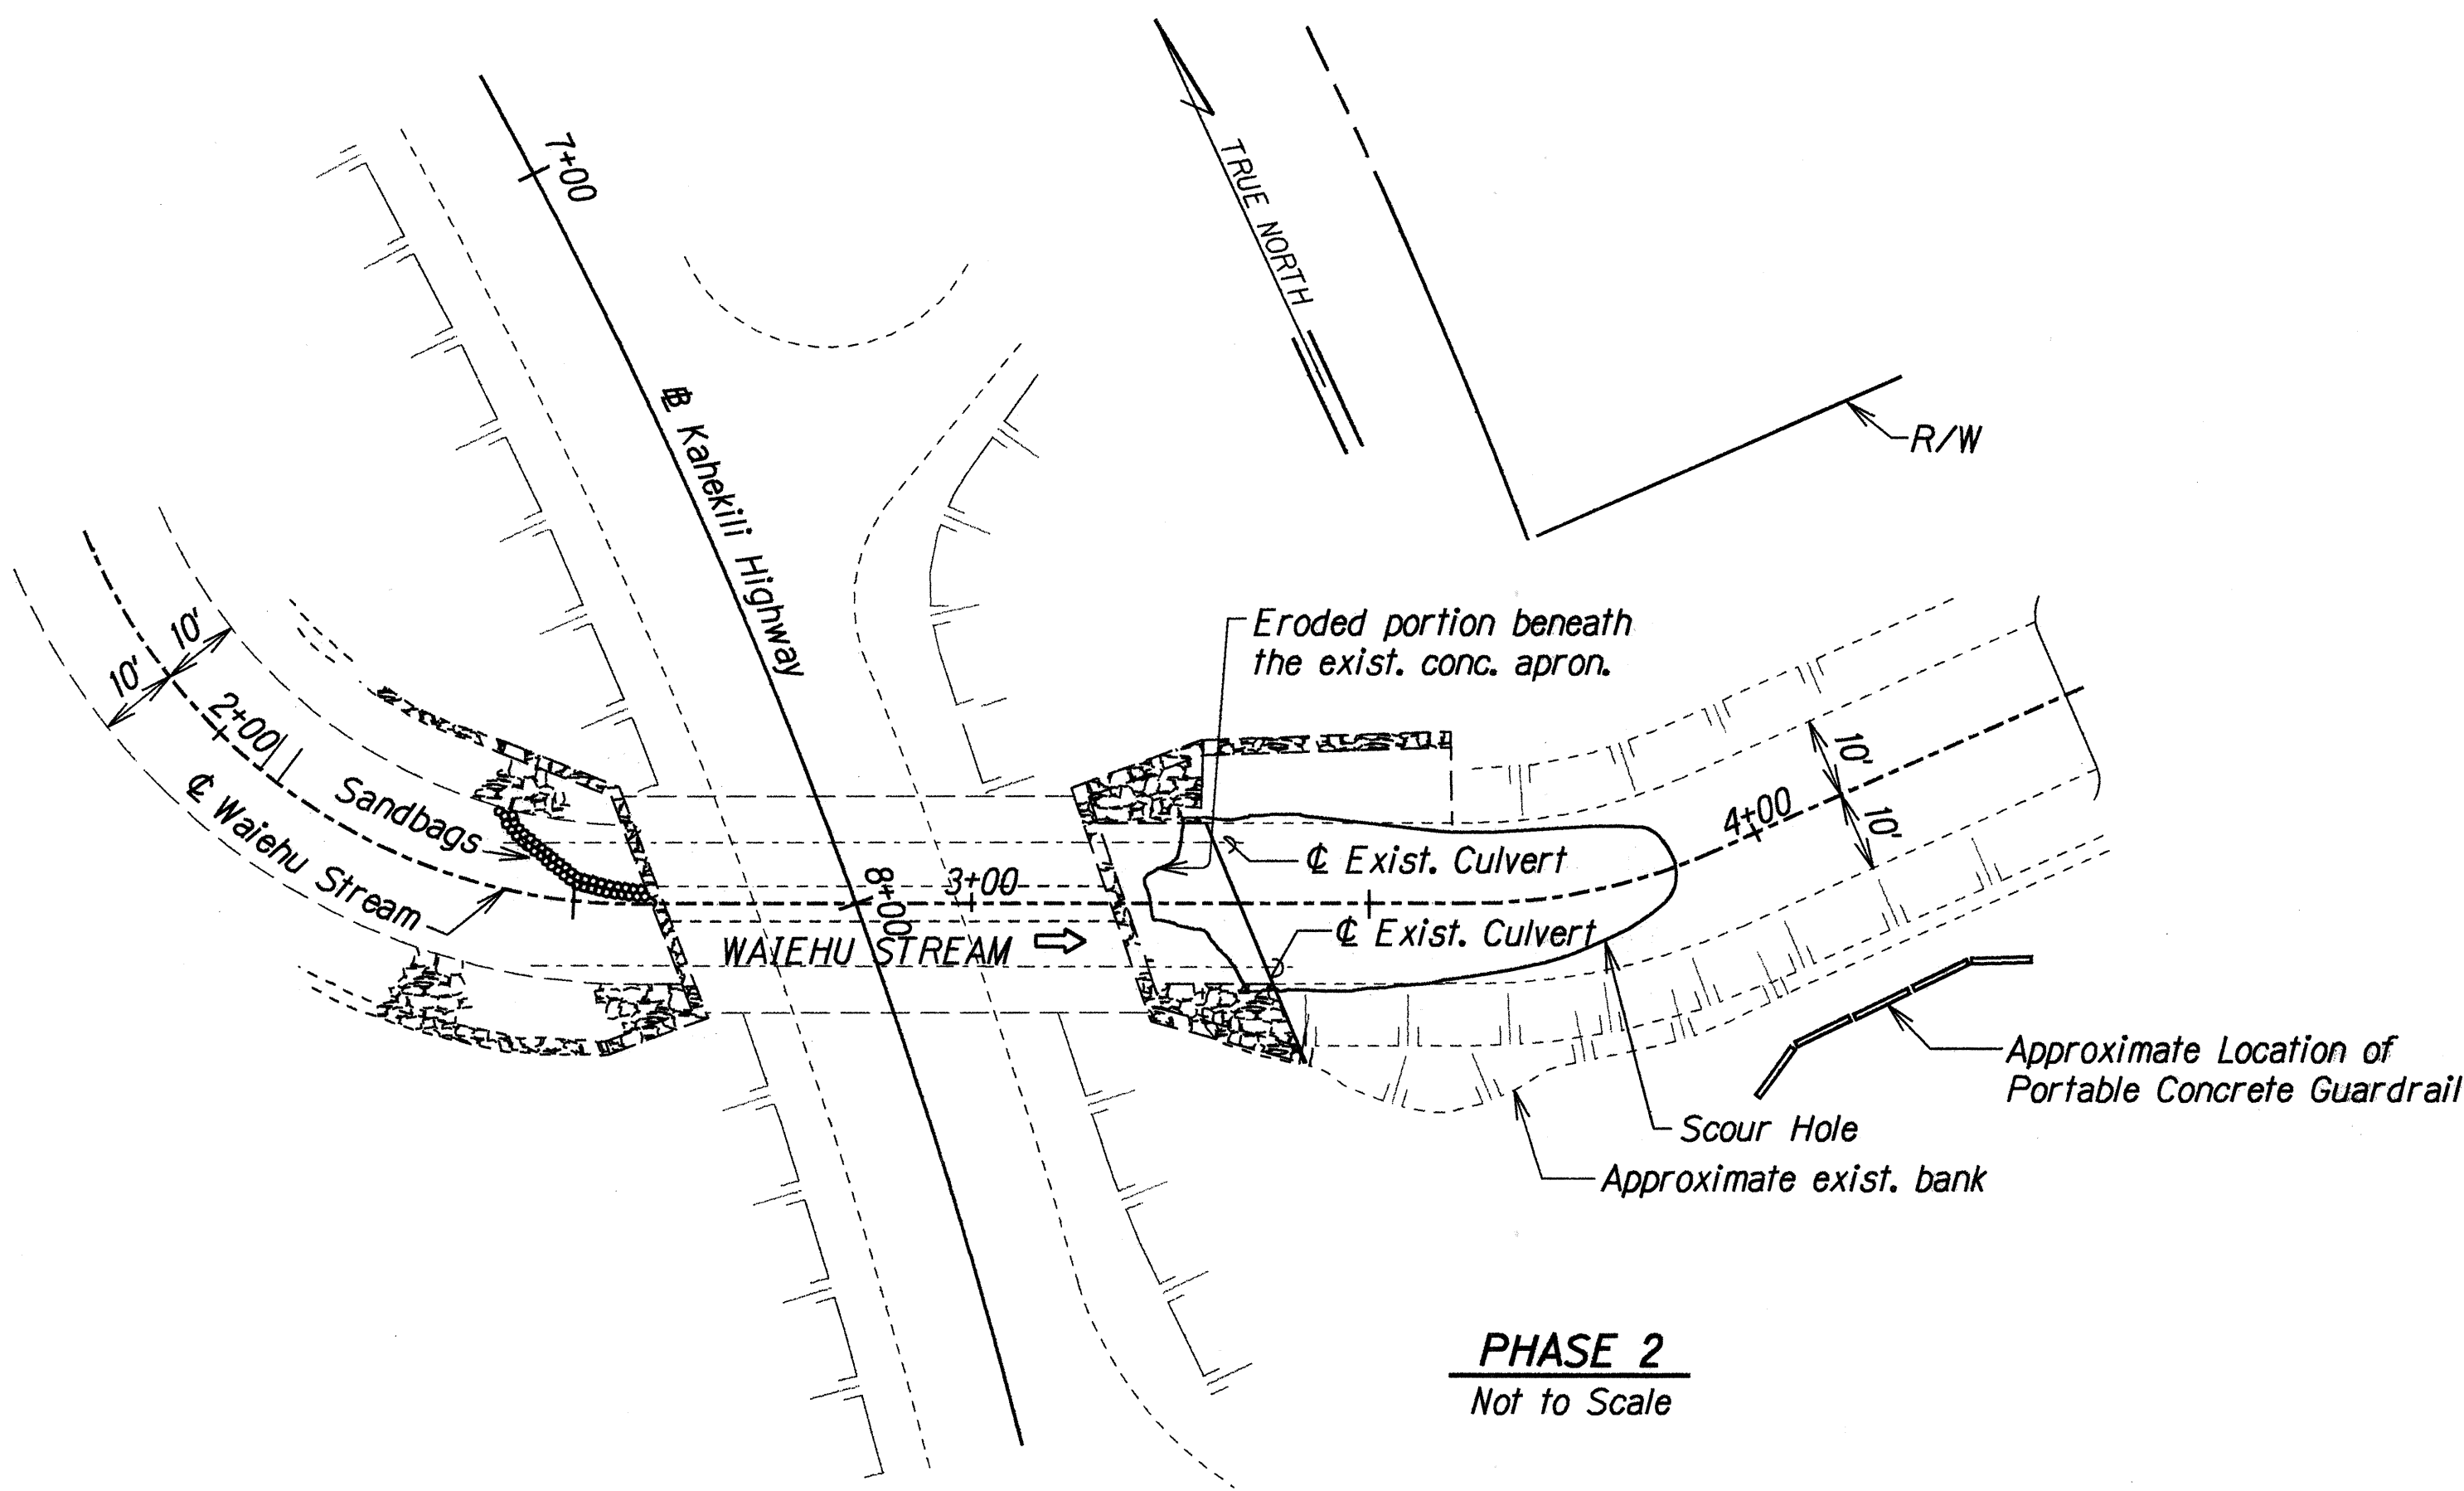 7+00
TRUE NORTH
R/W
℄ Kahekili Highway
Eroded portion beneath
the exist. conc. apron.
10'
10'
2+00
Sandbags
℄ Waiehu Stream
10'
10'
4+00
℄ Exist. Culvert
3+00
8+00
℄ Exist. Culvert
WAIEHU STREAM
Approximate Location of
Portable Concrete Guardrail
Scour Hole
Approximate exist. bank
PHASE 2
Not to Scale